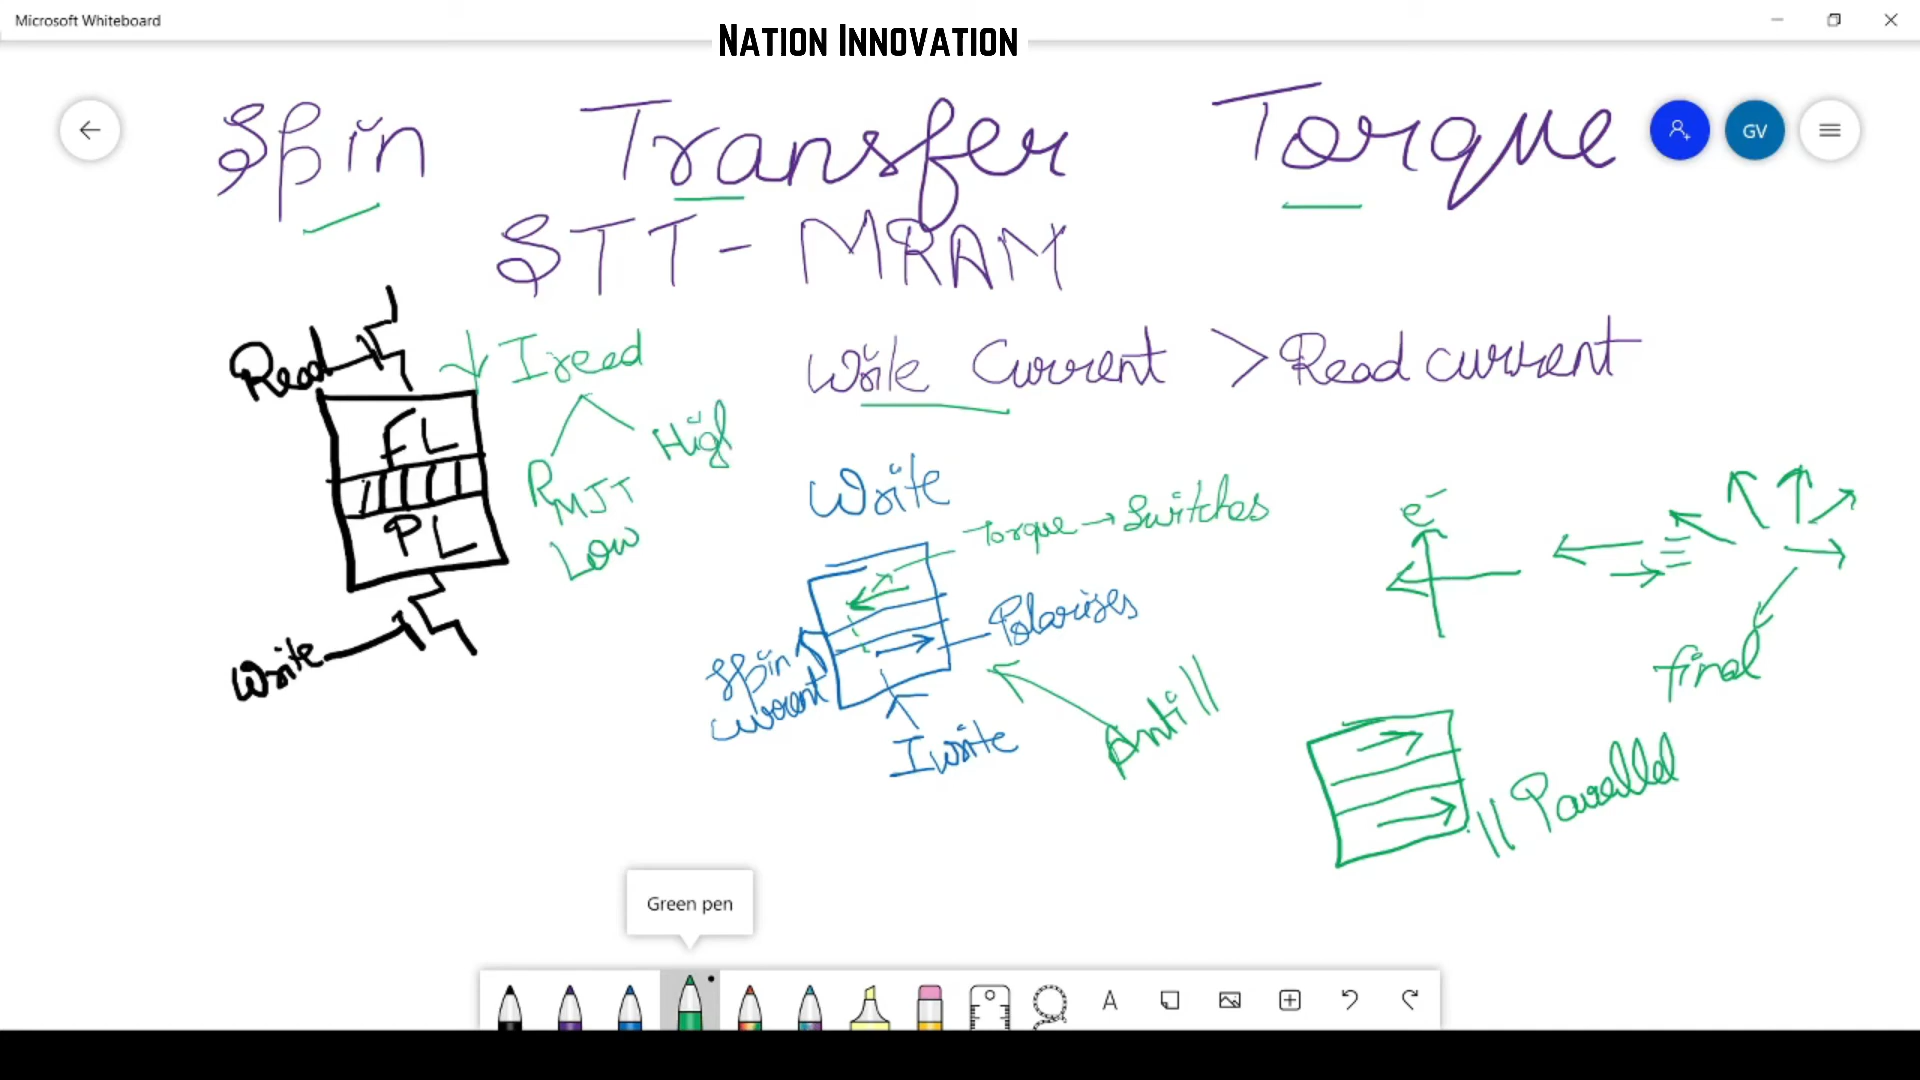 Microsoft Whiteboard
NATION INNOVATION
Spin Transfer Torque
GV
STT-MRAM
Read
Iread
Write Current > Read current
FL
High
RMJT
Low
PL
Write
Write
Torque → Switches
Polarises
Spin
current
Iwrite
Anti ||
e-
final
|| Parallel
Green pen
A